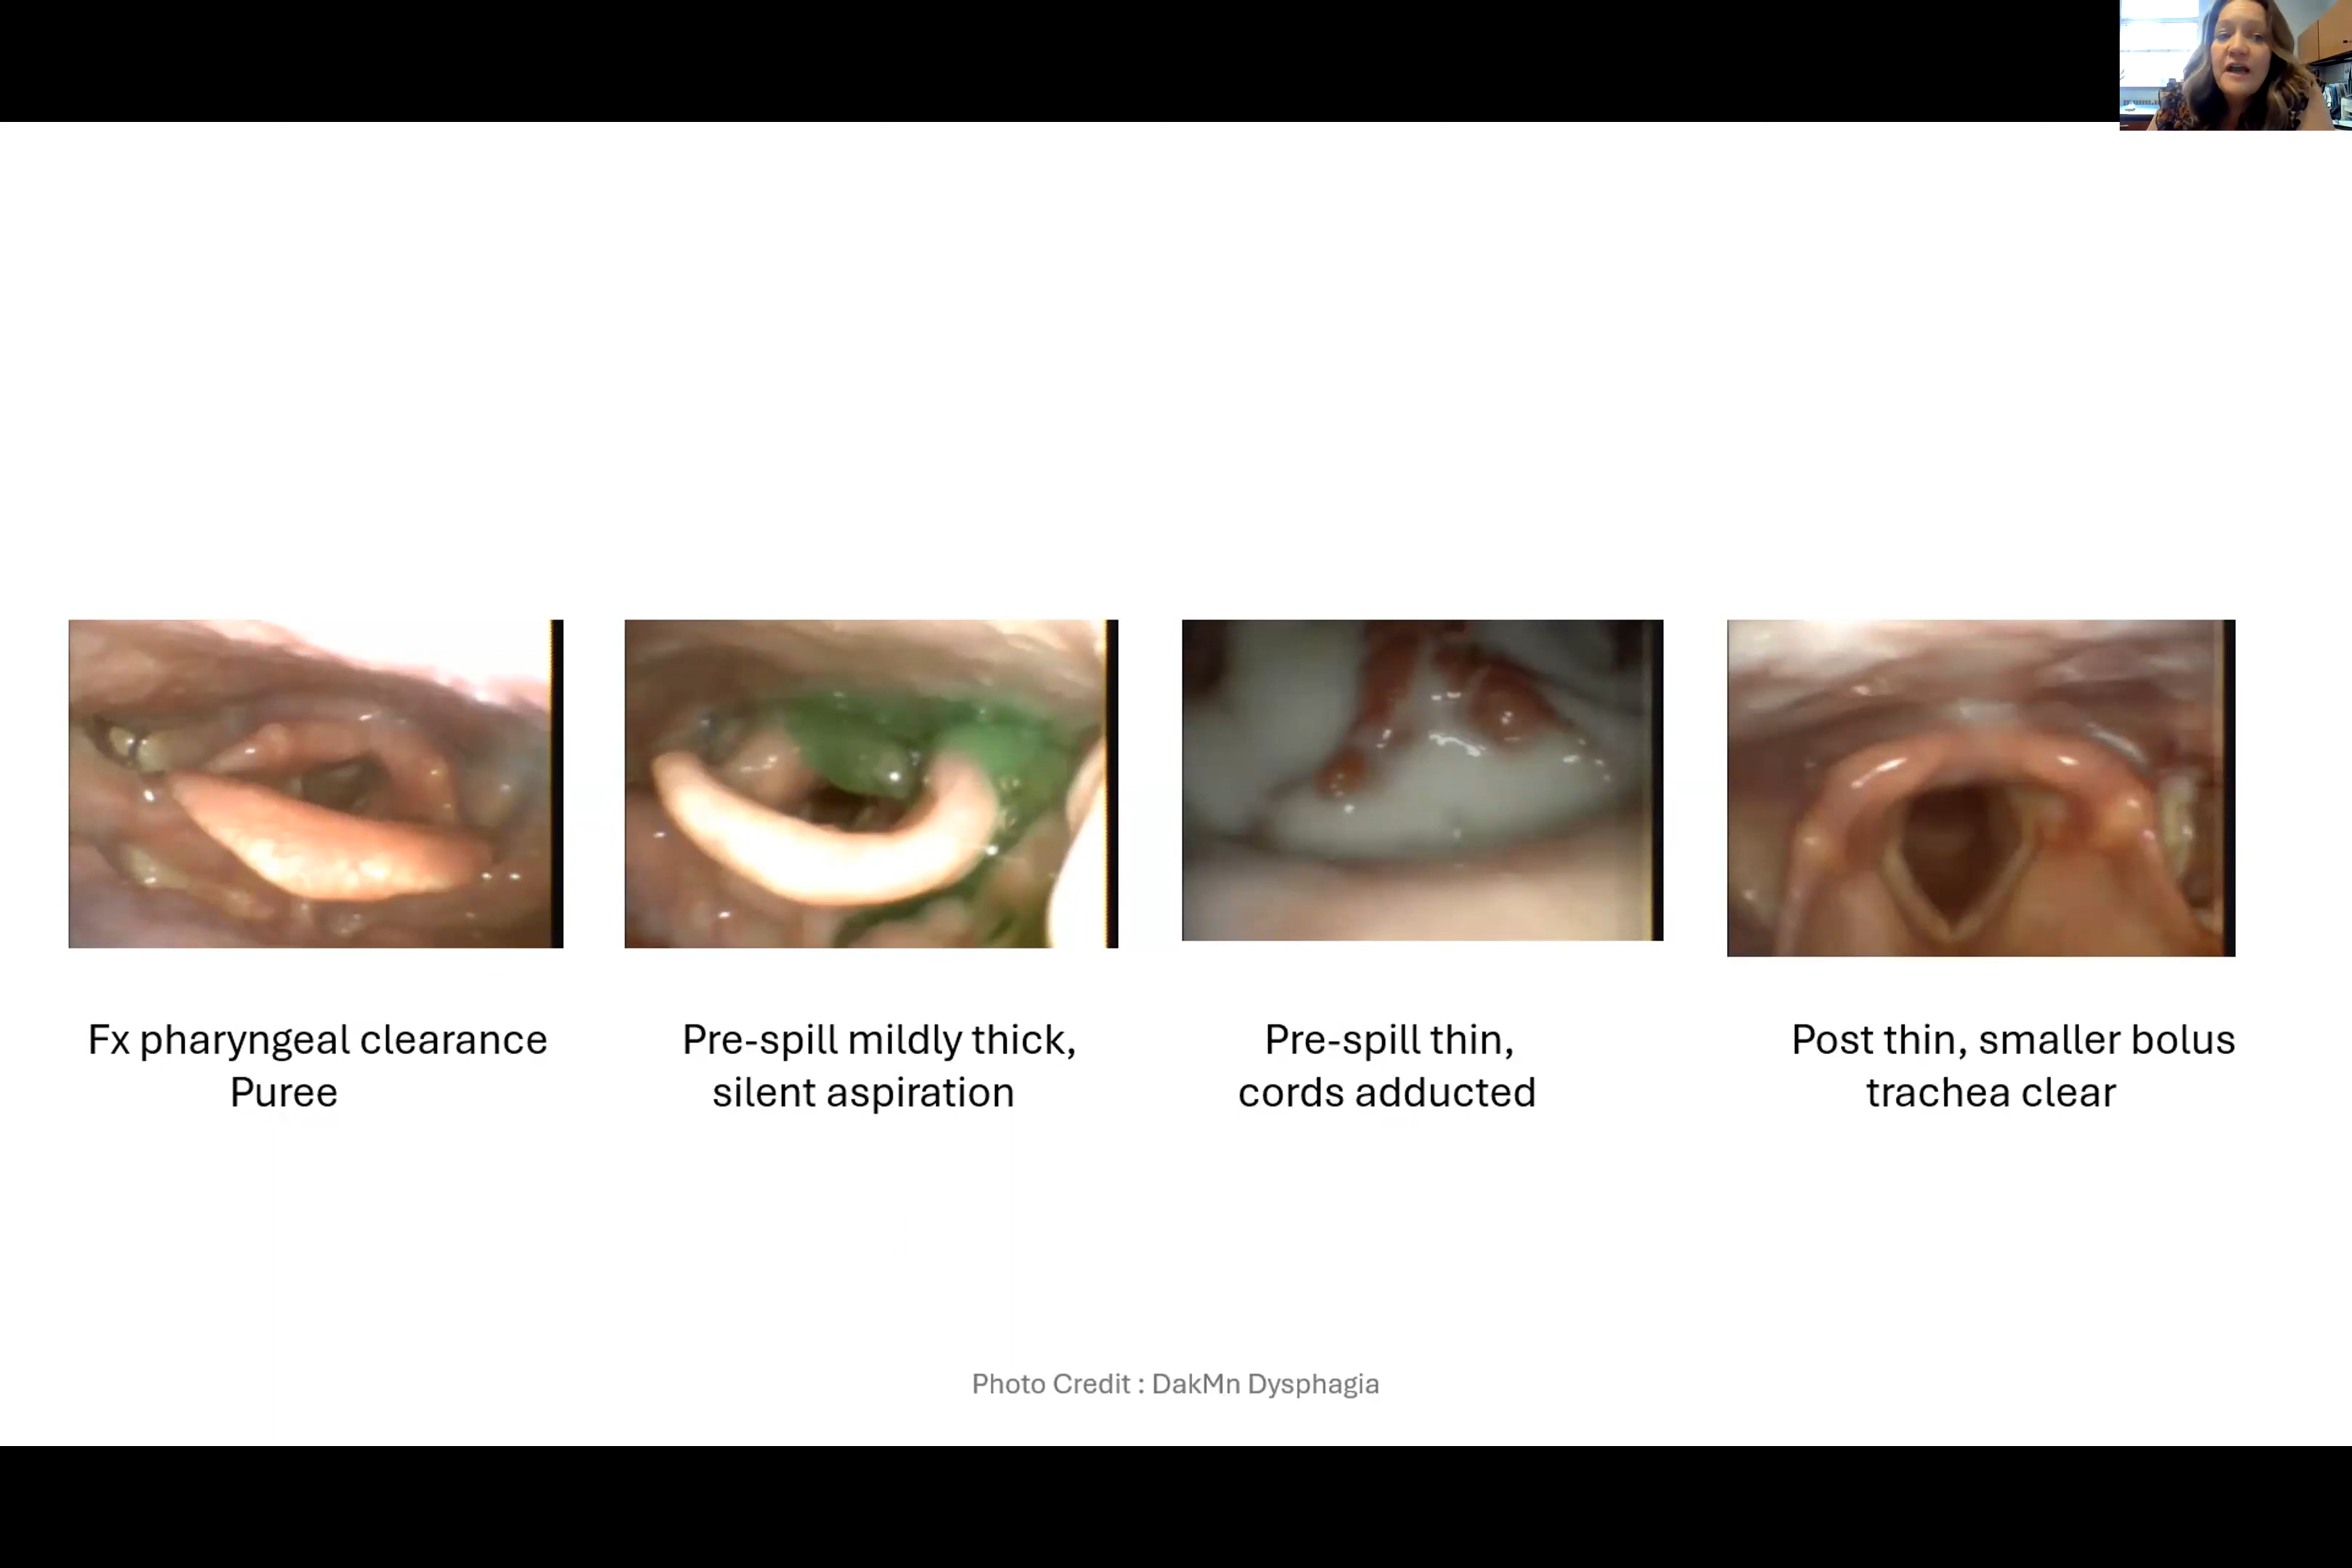 Fx pharyngeal clearance
Puree
Pre-spill mildly thick,
silent aspiration
Pre-spill thin,
cords adducted
Post thin, smaller bolus
trachea clear
Photo Credit : DakMn Dysphagia